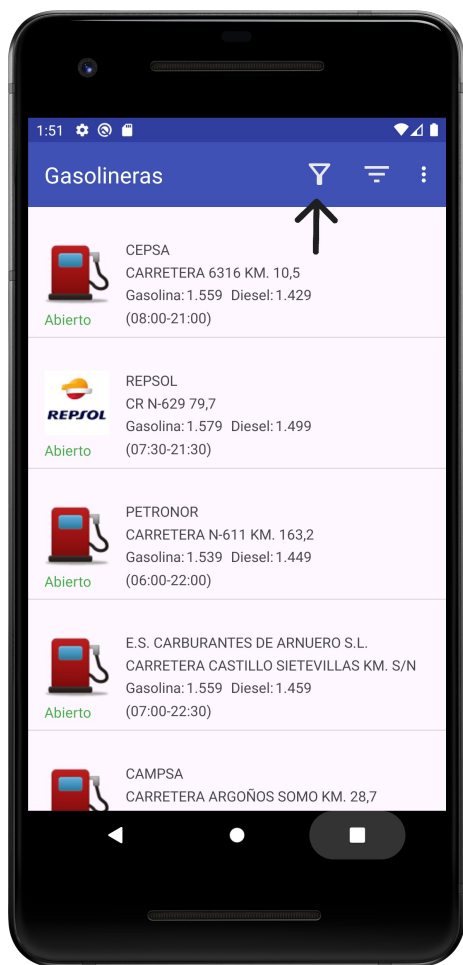 1:51
Gasolineras
CEPSA
CARRETERA 6316 KM. 10,5
Gasolina: 1.559 Diesel: 1.429
Abierto
(08:00-21:00)
REPSOL
REPSOL
CR N-629 79,7
Gasolina: 1.579 Diesel: 1.499
Abierto
(07:30-21:30)
PETRONOR
CARRETERA N-611 KM. 163,2
Gasolina: 1.539 Diesel: 1.449
Abierto
(06:00-22:00)
E.S. CARBURANTES DE ARNUERO S.L.
CARRETERA CASTILLO SIETEVILLAS KM. S/N
Gasolina: 1.559 Diesel: 1.459
Abierto
(07:00-22:30)
CAMPSA
CARRETERA ARGOÑOS SOMO KM. 28,7